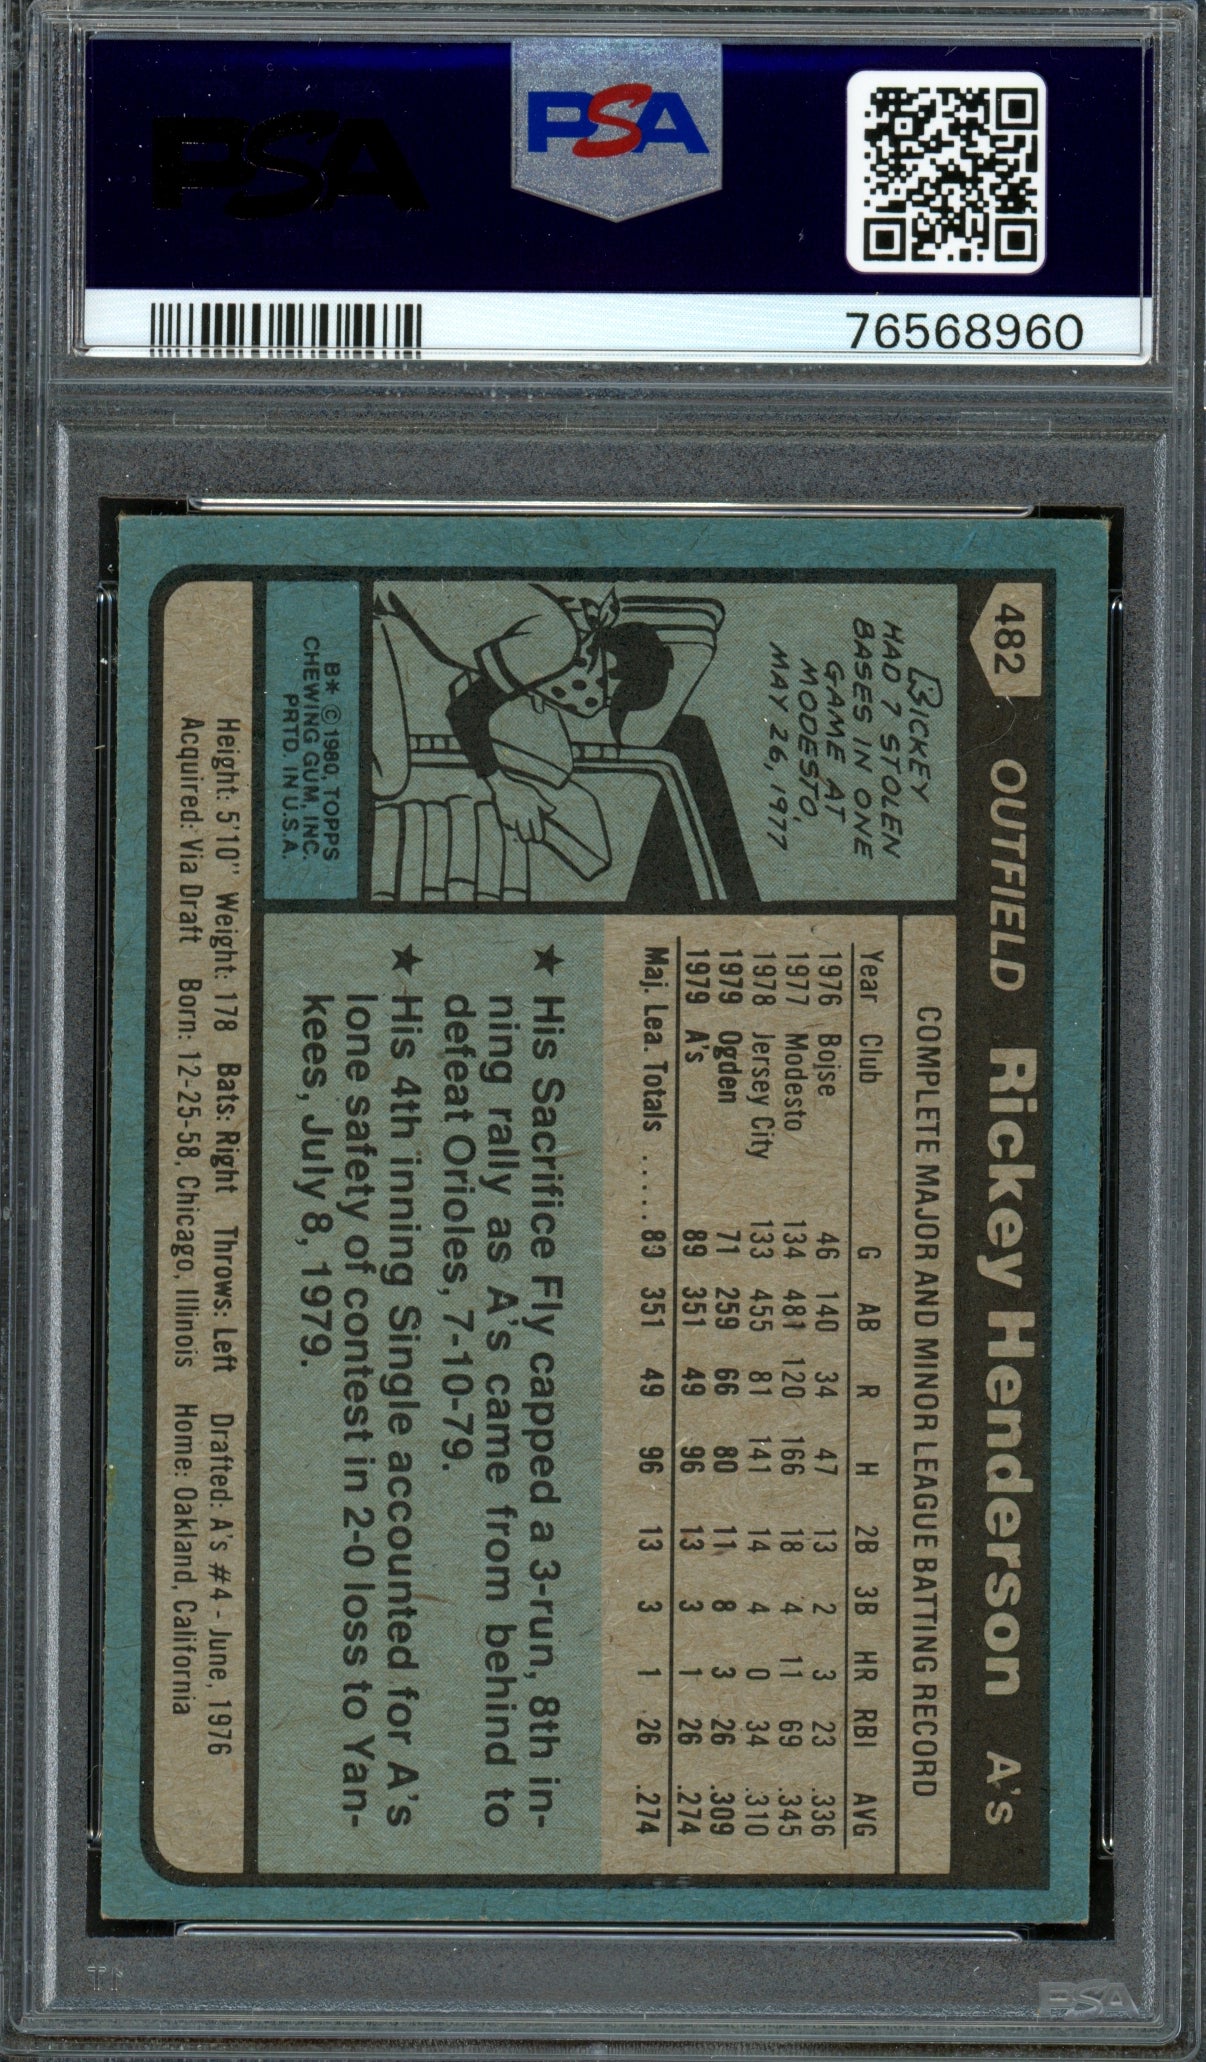 PSA
PSA
76568960
482 OUTFIELD Rickey Henderson A's
RICKEY
HAD 7 STOLEN
BASES IN ONE
GAME AT
MODESTO,
MAY 26, 1977
B* © 1980, TOPPS
CHEWING GUM, INC.
PRTD. IN U.S.A.
COMPLETE MAJOR AND MINOR LEAGUE BATTING RECORD
Year Club G AB R H 2B 3B HR RBI AVG
1976 Boise 46 140 34 47 13 2 3 23 .336
1977 Modesto 134 481 120 166 18 4 11 69 .345
1978 Jersey City 133 455 81 141 14 4 0 34 .310
1979 Ogden 71 259 66 80 11 8 3 26 .309
1979 A's 89 351 49 96 13 3 1 26 .274
Maj. Lea. Totals ..... 89 351 49 96 13 3 1 26 .274
★ His Sacrifice Fly capped a 3-run, 8th in-
ning rally as A's came from behind to
defeat Orioles, 7-10-79.
★ His 4th inning Single accounted for A's
lone safety of contest in 2-0 loss to Yan-
kees, July 8, 1979.
Height: 5'10" Weight: 178 Bats: Right Throws: Left Drafted: A's #4 - June, 1976
Acquired: Via Draft Born: 12-25-58, Chicago, Illinois Home: Oakland, California
PSA